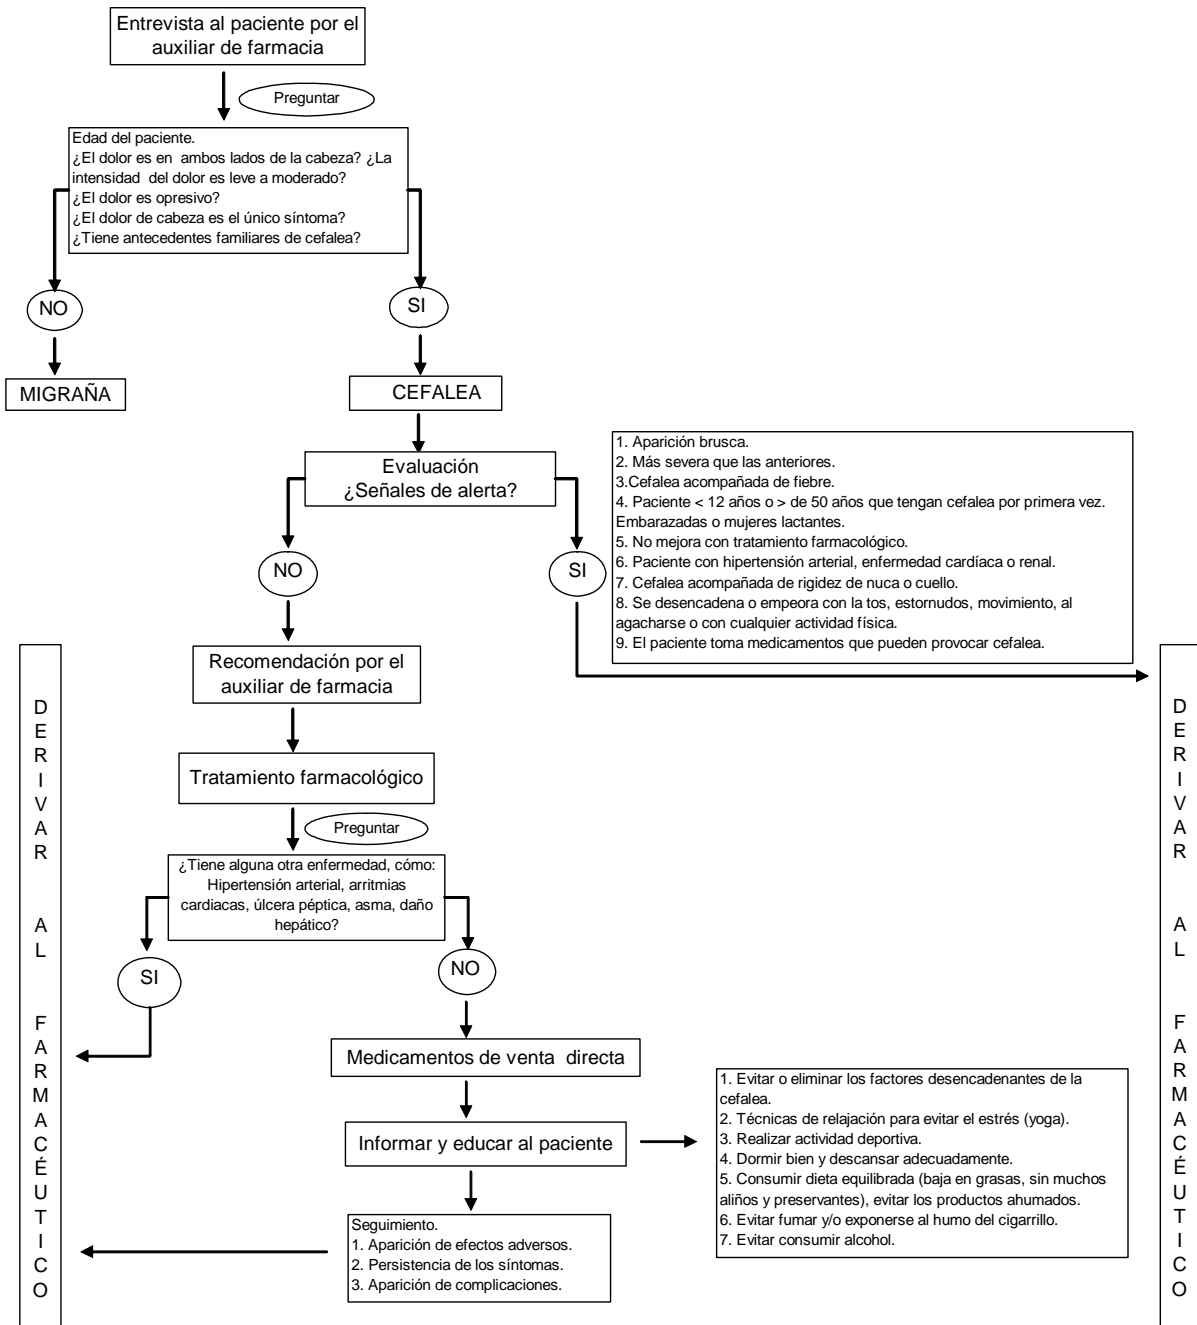 Entrevista al paciente por el
auxiliar de farmacia
Preguntar
Edad del paciente.
¿El dolor es en ambos lados de la cabeza? ¿La
intensidad del dolor es leve a moderado?
¿El dolor es opresivo?
¿El dolor de cabeza es el único síntoma?
¿Tiene antecedentes familiares de cefalea?
NO
SI
MIGRAÑA
CEFALEA
Evaluación
¿Señales de alerta?
1. Aparición brusca.
2. Más severa que las anteriores.
3.Cefalea acompañada de fiebre.
4. Paciente < 12 años o > de 50 años que tengan cefalea por primera vez.
Embarazadas o mujeres lactantes.
5. No mejora con tratamiento farmacológico.
6. Paciente con hipertensión arterial, enfermedad cardíaca o renal.
7. Cefalea acompañada de rigidez de nuca o cuello.
8. Se desencadena o empeora con la tos, estornudos, movimiento, al
agacharse o con cualquier actividad física.
9. El paciente toma medicamentos que pueden provocar cefalea.
NO
SI
Recomendación por el
auxiliar de farmacia
Tratamiento farmacológico
Preguntar
¿Tiene alguna otra enfermedad, cómo:
Hipertensión arterial, arritmias
cardiacas, úlcera péptica, asma, daño
hepático?
SI
NO
Medicamentos de venta directa
Informar y educar al paciente
1. Evitar o eliminar los factores desencadenantes de la
cefalea.
2. Técnicas de relajación para evitar el estrés (yoga).
3. Realizar actividad deportiva.
4. Dormir bien y descansar adecuadamente.
5. Consumir dieta equilibrada (baja en grasas, sin muchos
aliños y preservantes), evitar los productos ahumados.
6. Evitar fumar y/o exponerse al humo del cigarrillo.
7. Evitar consumir alcohol.
Seguimiento.
1. Aparición de efectos adversos.
2. Persistencia de los síntomas.
3. Aparición de complicaciones.
DERIVAR AL FARMACÉUTICO
DERIVAR AL FARMACÉUTICO